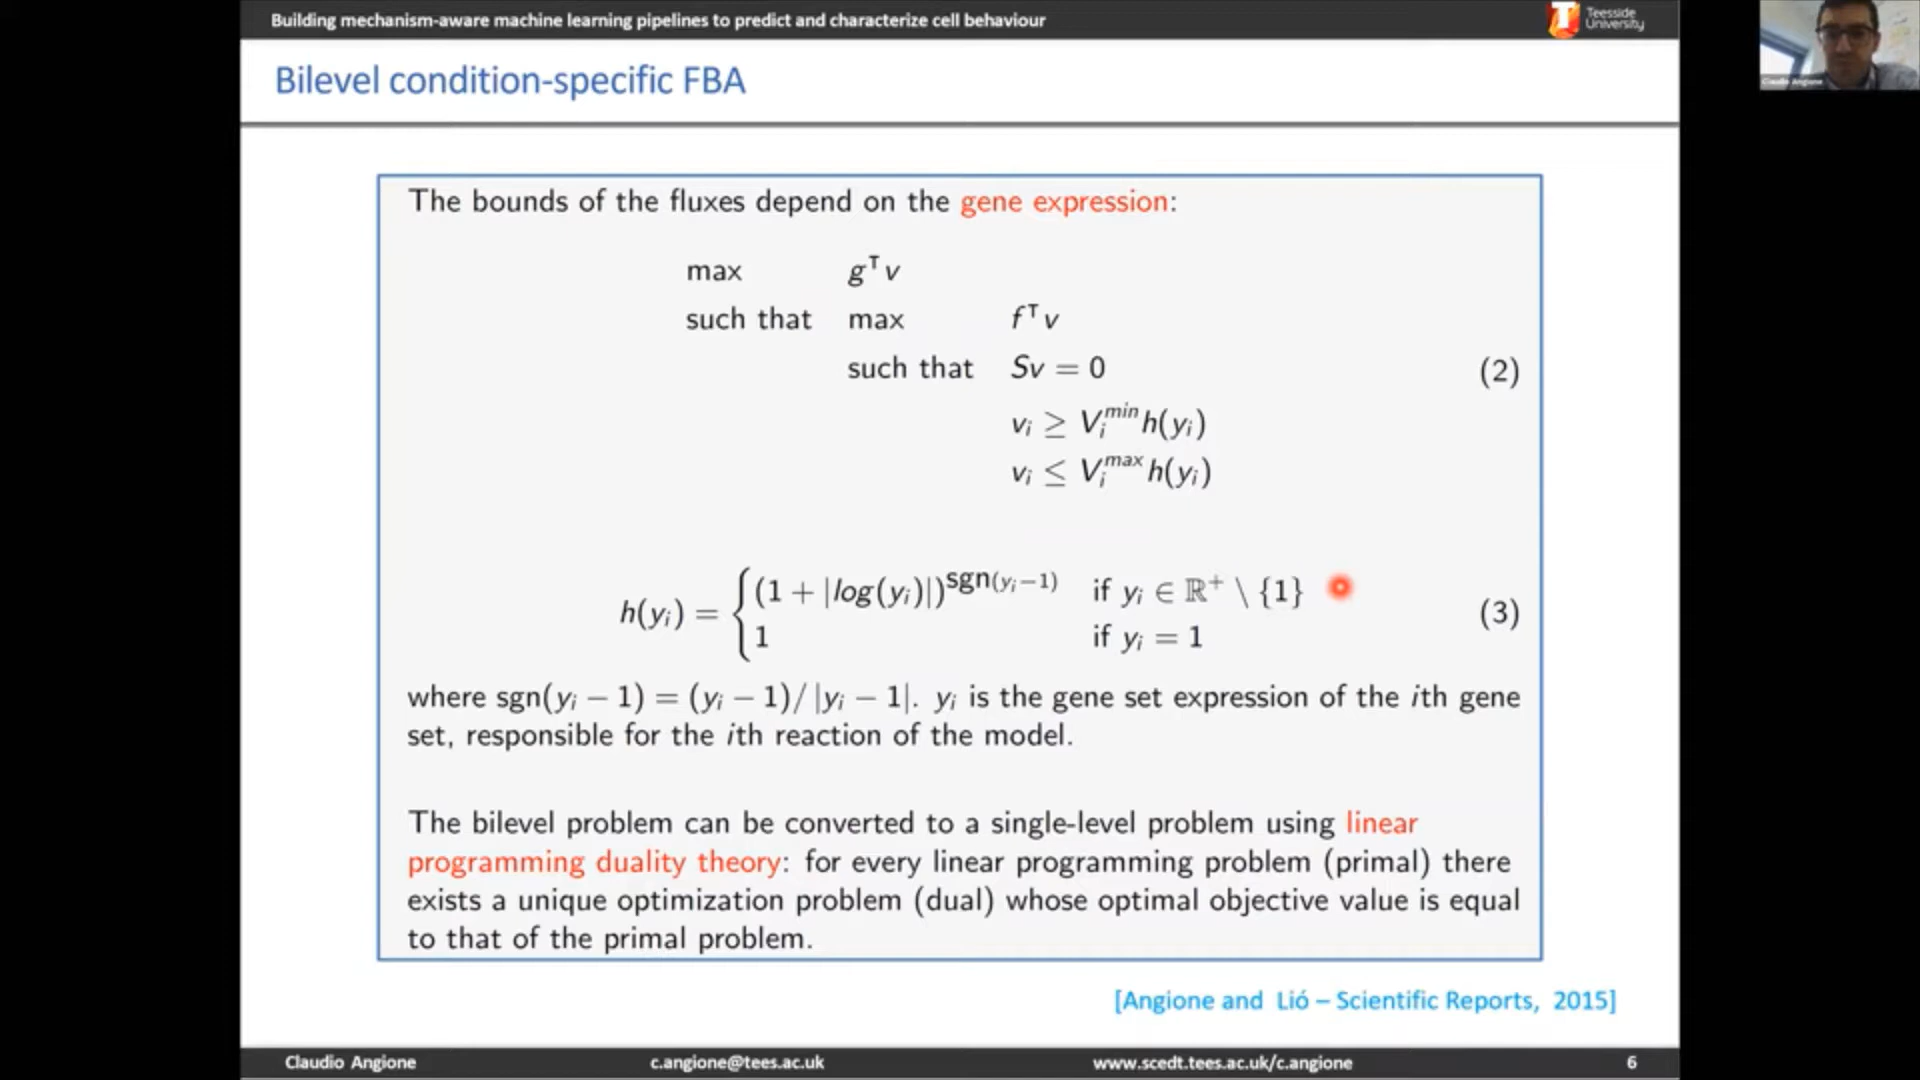 Building mechanism-aware machine learning pipelines to predict and characterize cell behaviour
Teesside
University
Claudio Angione
Bilevel condition-specific FBA
The bounds of the fluxes depend on the gene expression:
max g^T v
such that max f^T v
such that Sv = 0
(2)
v_i ≥ V_i^min h(y_i)
v_i ≤ V_i^max h(y_i)
h(y_i) = { (1 + |log(y_i)|)^sgn(y_i−1) if y_i ∈ ℝ^+ \ {1}
1 if y_i = 1
(3)
where sgn(y_i − 1) = (y_i − 1)/|y_i − 1|. y_i is the gene set expression of the ith gene
set, responsible for the ith reaction of the model.
The bilevel problem can be converted to a single-level problem using linear
programming duality theory: for every linear programming problem (primal) there
exists a unique optimization problem (dual) whose optimal objective value is equal
to that of the primal problem.
[Angione and Lió – Scientific Reports, 2015]
Claudio Angione c.angione@tees.ac.uk www.scedt.tees.ac.uk/c.angione 6